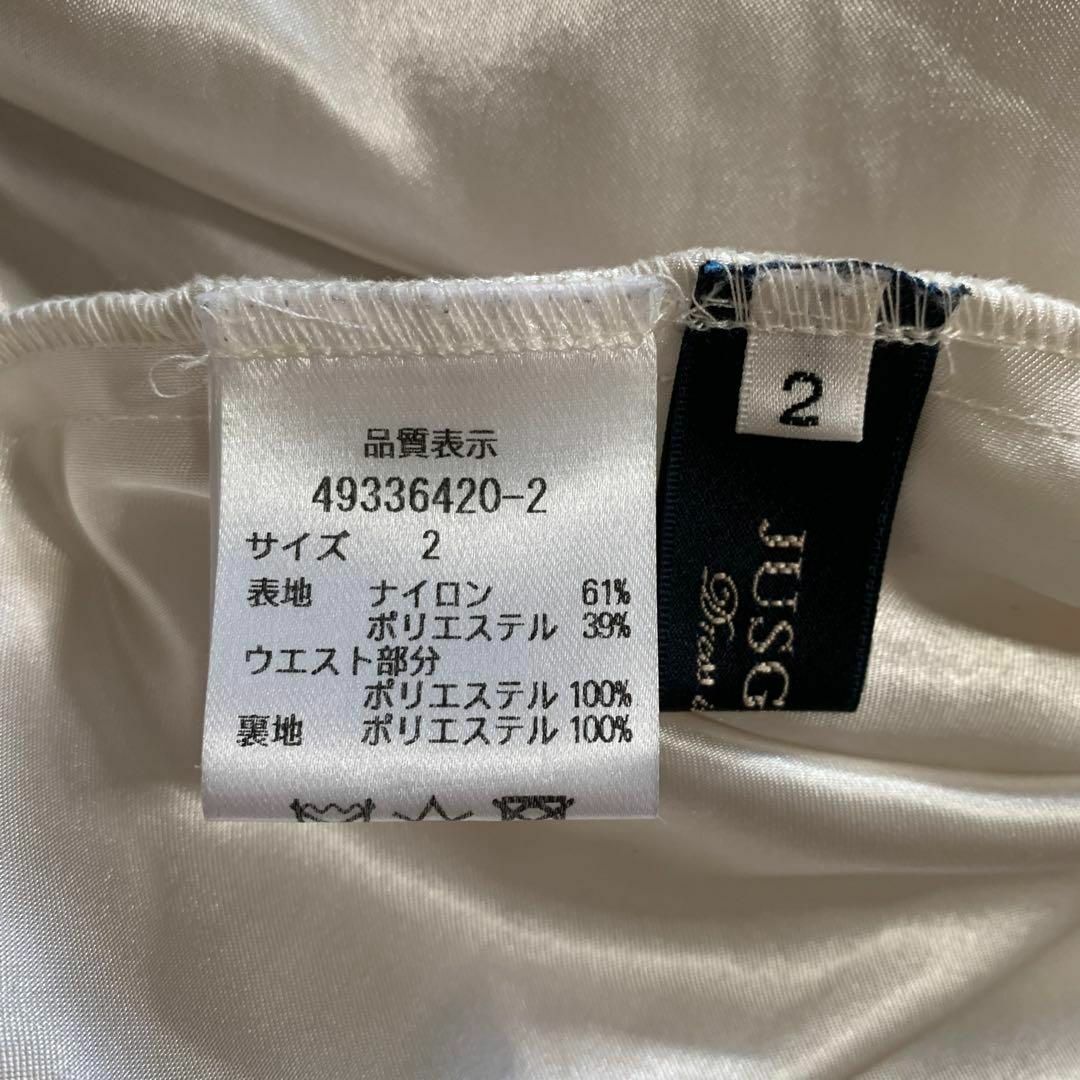 品質表示
49336420-2
サイズ 2
表地 ナイロン 61%
ポリエステル 39%
ウエスト部分
ポリエステル 100%
裏地 ポリエステル 100%
2
JUSG